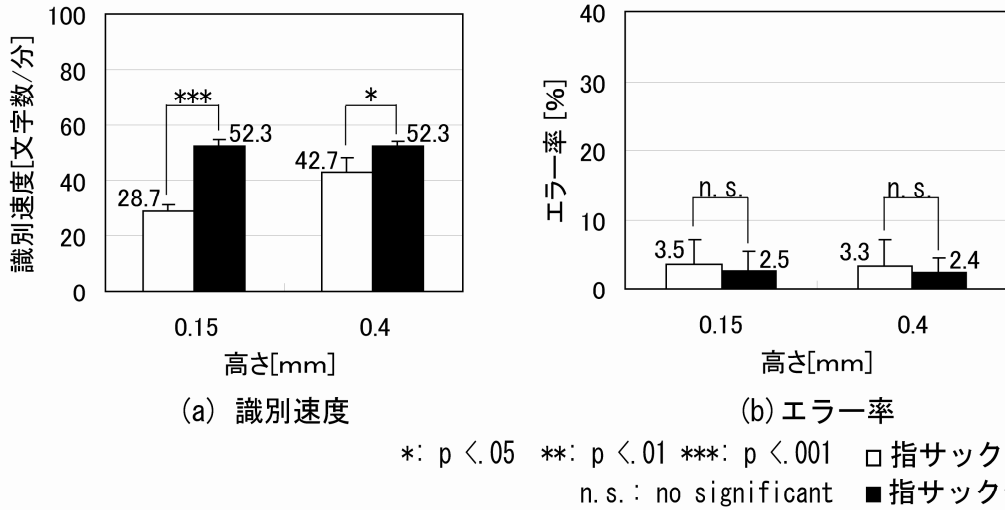 識別速度[文字数/分]
100
80
60
40
20
0
***
*
28.7
52.3
42.7
52.3
0.15
0.4
高さ[mm]
(a) 識別速度
エラー率 [%]
40
30
20
10
0
n.s.
n.s.
3.5
2.5
3.3
2.4
0.15
0.4
高さ[mm]
(b)エラー率
*: p <.05 **: p <.01 ***: p <.001 □指サック
n.s.: no significant ■指サック